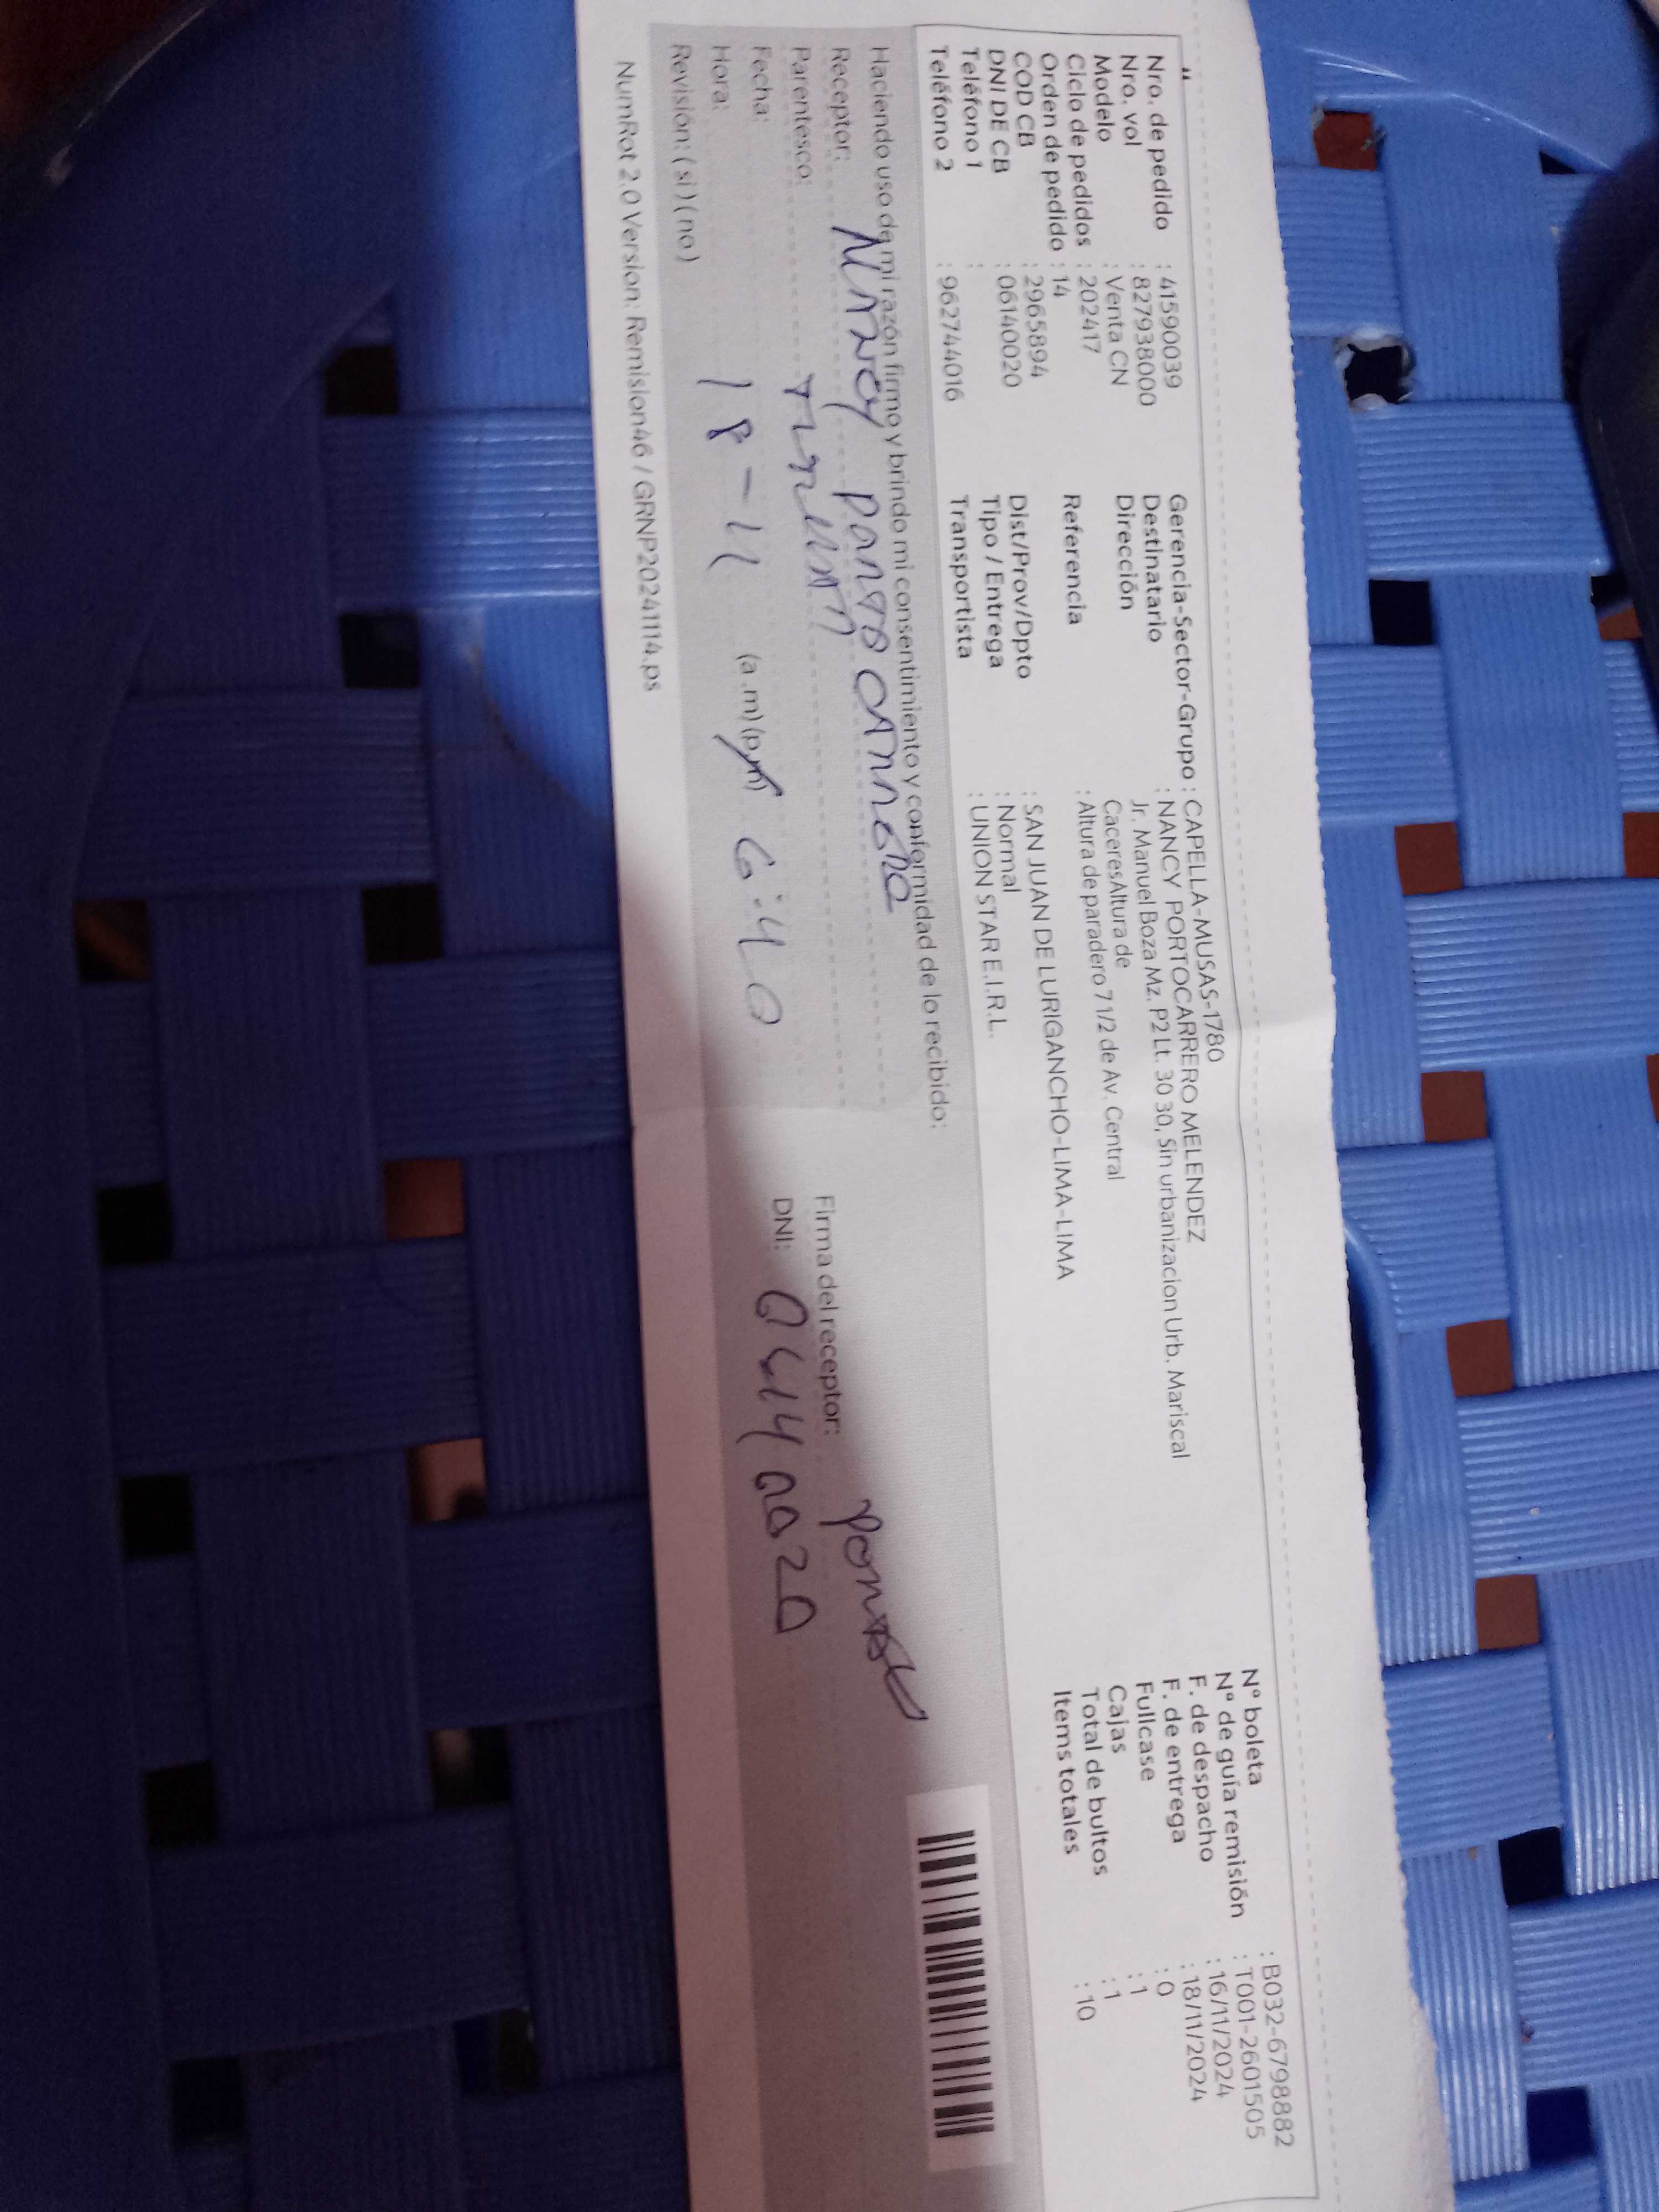 Nro. de pedido : 41590039
Nro. vol : 827938000
Modelo : Venta CN
Ciclo de pedidos : 202417
Orden de pedido : 14
COD CB : 2965894
DNI DE CB : 06140020
Teléfono 1 :
Teléfono 2 : 962744016
Gerencia-Sector-Grupo : CAPELLA-MUSAS-1780
Destinatario : NANCY PORTOCARRERO MELENDEZ
Dirección : Jr. Manuel Boza Mz. P2 Lt. 30 30, Sin urbanizacion Urb. Mariscal
CaceresAltura de
Referencia : Altura de paradero 7 1/2 de Av. Central
Dist/Prov/Dpto : SAN JUAN DE LURIGANCHO-LIMA-LIMA
Tipo / Entrega : Normal
Transportista : UNION STAR E.I.R.L.
N° boleta : B032-6798882
N° de guía remisión : T001-2601505
F. de despacho : 16/11/2024
F. de entrega : 18/11/2024
Fullcase : 0
Cajas : 1
Total de bultos : 1
Items totales : 10
Haciendo uso de mi razón firmo y brindo mi consentimiento y conformidad de lo recibido:
Receptor: Nancy Portocarrero
Parentesco: titular
Fecha: 18-11
Hora: (a.m) (p.m) 6:40
Revisión: ( si ) ( no )
Firma del receptor:
DNI: 06140020
NumRot 2.0 Version: Remision46 / GRNP20241114.ps